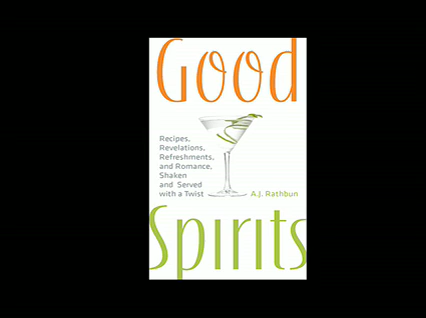 Good
Recipes,
Revelations,
Refreshments,
and Romance,
Shaken
and Served
with a Twist
A.J. Rathbun
Spirits